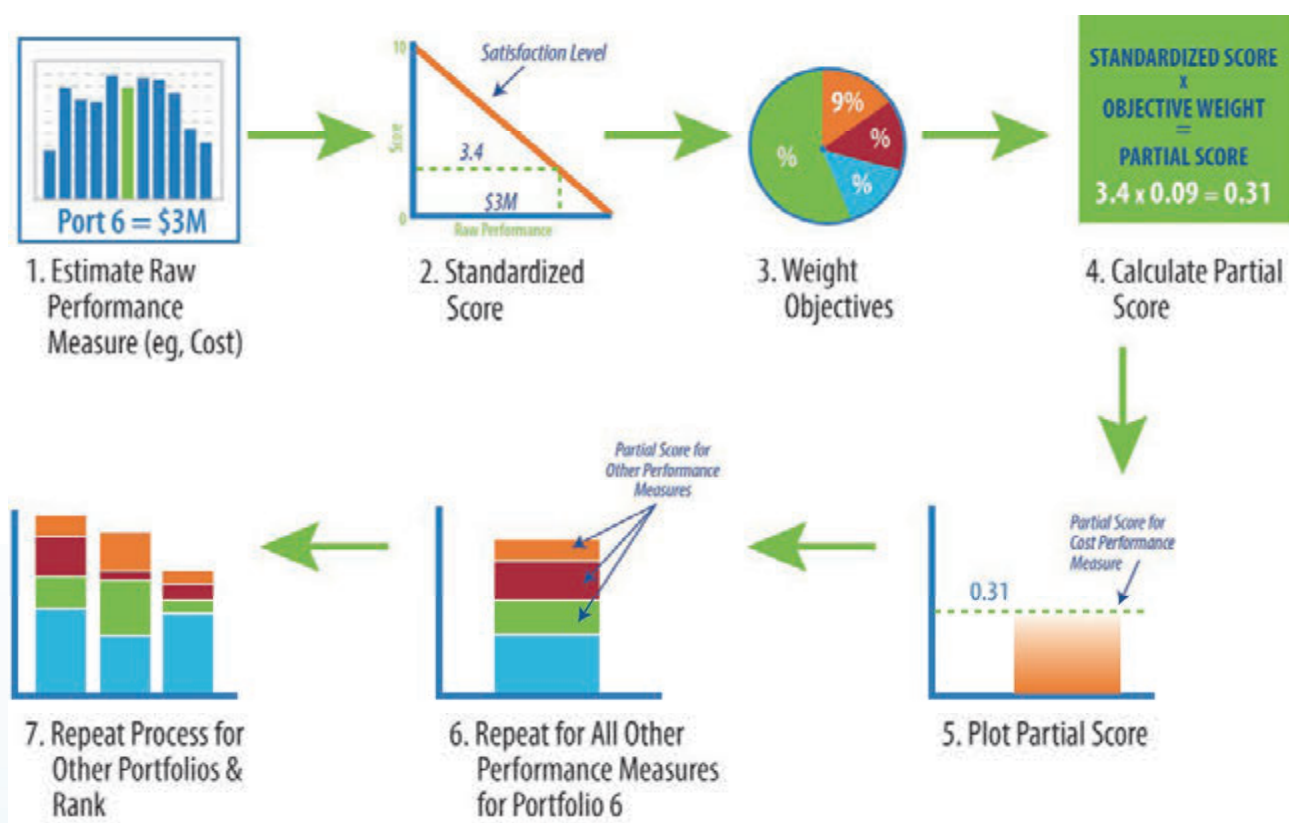 Port 6 = $3M
1. Estimate Raw
Performance
Measure (eg, Cost)
10
Satisfaction Level
Score
3.4
$3M
0
Raw Performance
2. Standardized
Score
9%
%
%
%
3. Weight
Objectives
STANDARDIZED SCORE
x
OBJECTIVE WEIGHT
=
PARTIAL SCORE
3.4 x 0.09 = 0.31
4. Calculate Partial
Score
Partial Score for
Cost Performance
Measure
0.31
5. Plot Partial Score
Partial Score for
Other Performance
Measures
6. Repeat for All Other
Performance Measures
for Portfolio 6
7. Repeat Process for
Other Portfolios &
Rank